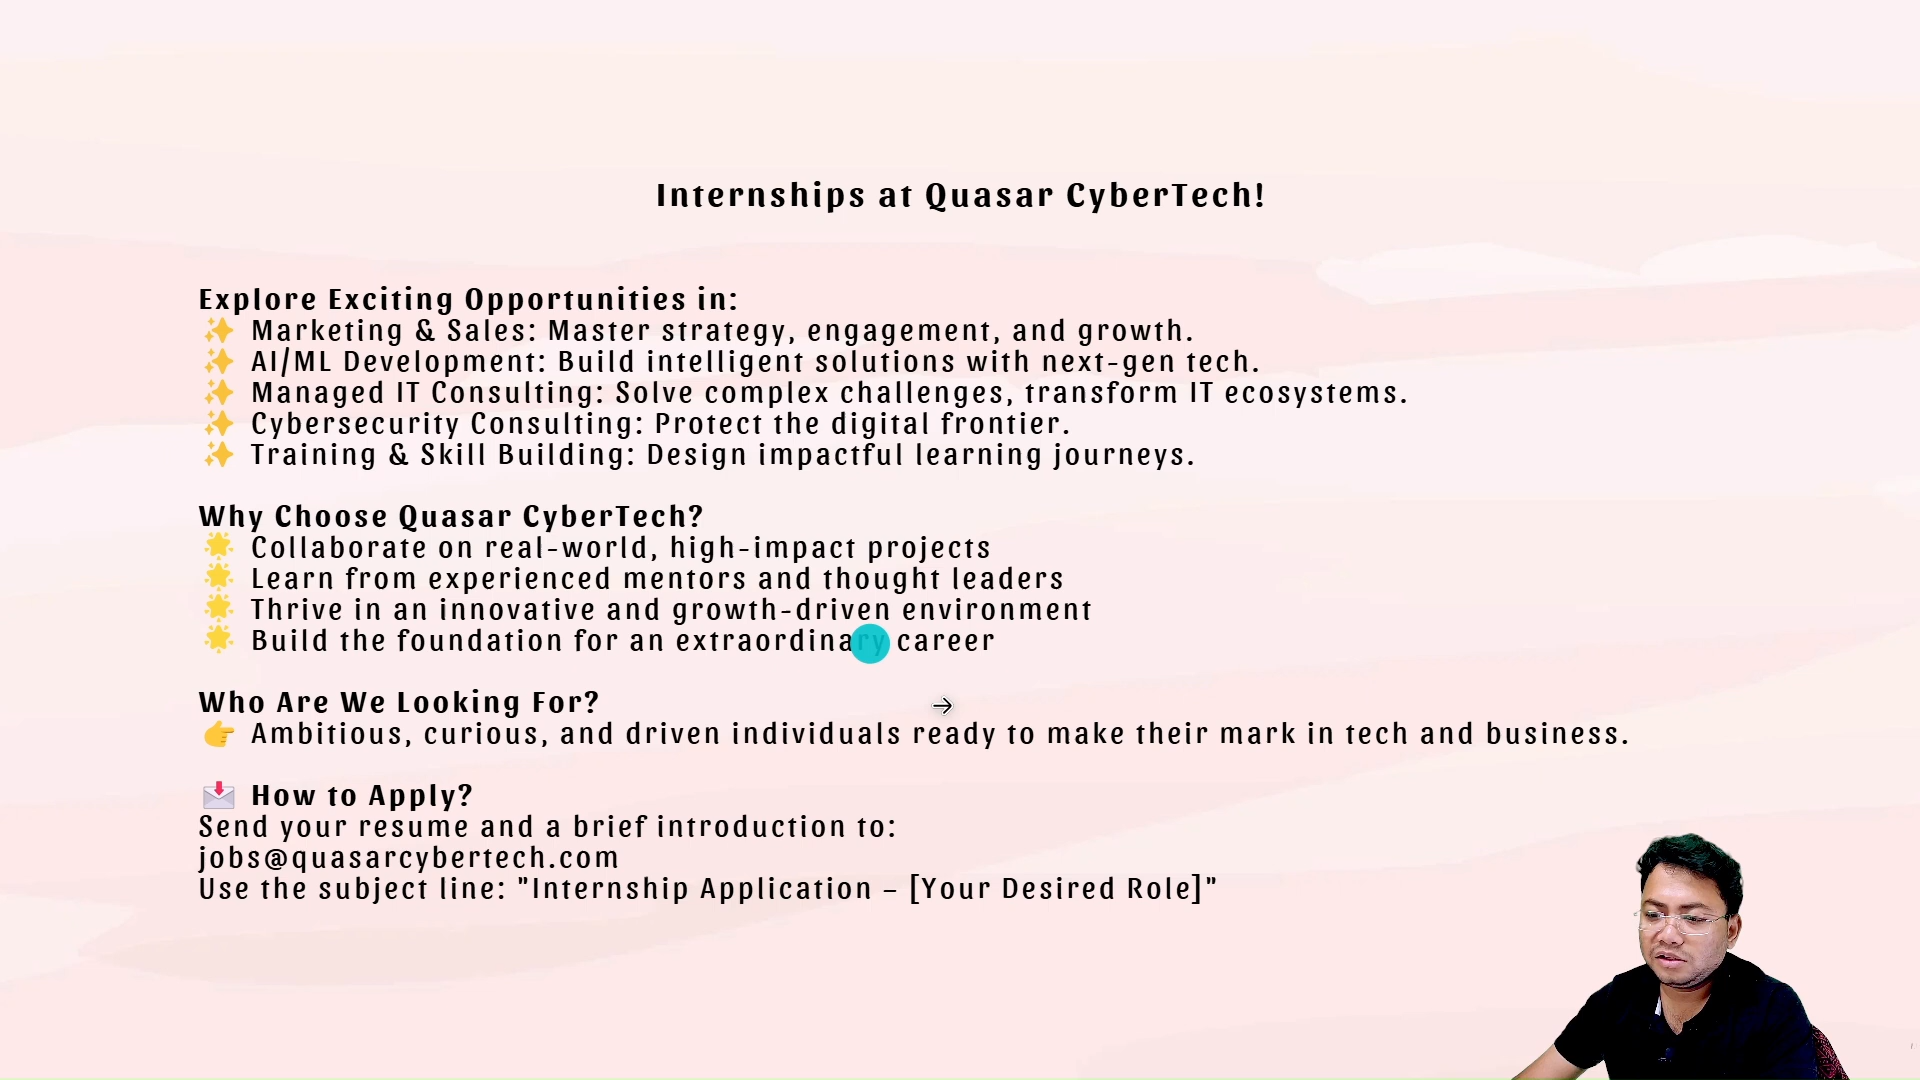 Internships at Quasar CyberTech!
Explore Exciting Opportunities in:
✨ Marketing & Sales: Master strategy, engagement, and growth.
✨ AI/ML Development: Build intelligent solutions with next-gen tech.
✨ Managed IT Consulting: Solve complex challenges, transform IT ecosystems.
✨ Cybersecurity Consulting: Protect the digital frontier.
✨ Training & Skill Building: Design impactful learning journeys.
Why Choose Quasar CyberTech?
🌟 Collaborate on real-world, high-impact projects
🌟 Learn from experienced mentors and thought leaders
🌟 Thrive in an innovative and growth-driven environment
🌟 Build the foundation for an extraordinary career
Who Are We Looking For?
👉 Ambitious, curious, and driven individuals ready to make their mark in tech and business.
📩 How to Apply?
Send your resume and a brief introduction to:
jobs@quasarcybertech.com
Use the subject line: "Internship Application – [Your Desired Role]"